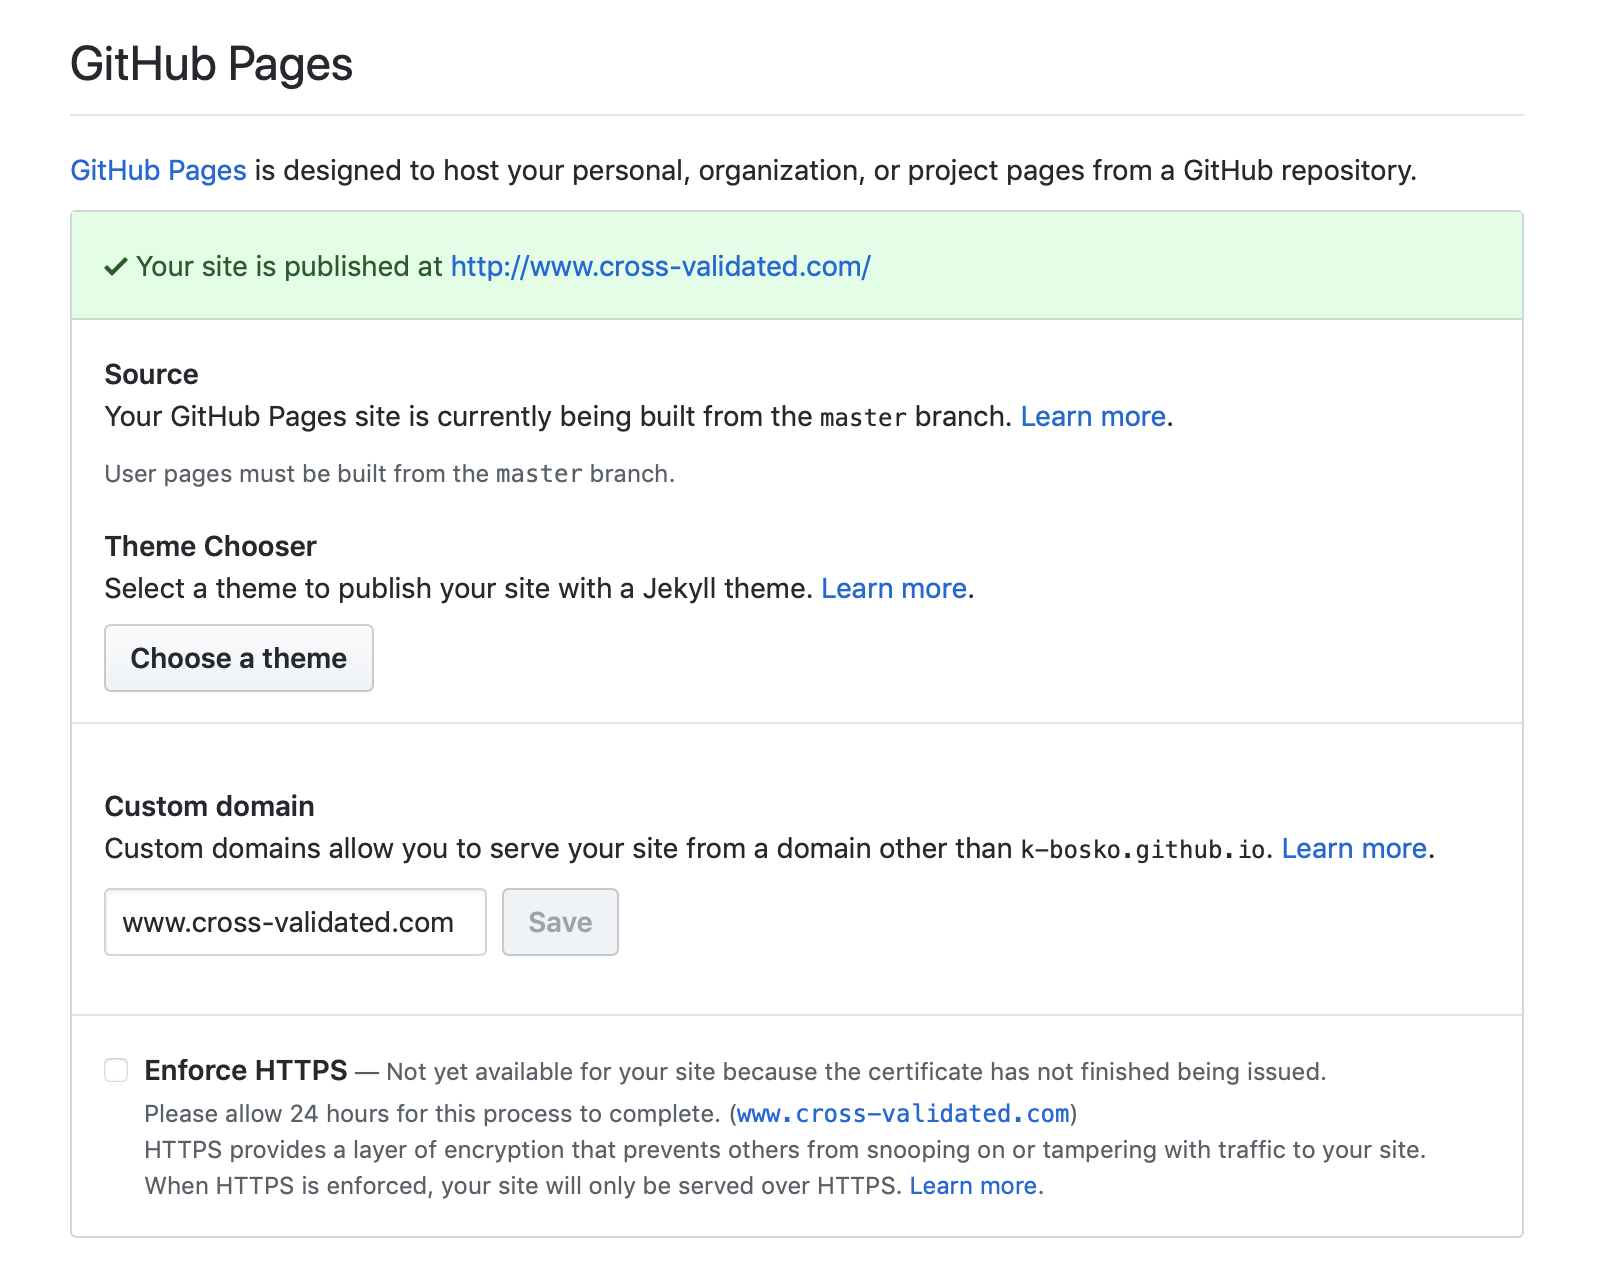 GitHub Pages
GitHub Pages is designed to host your personal, organization, or project pages from a GitHub repository.
Your site is published at http://www.cross-validated.com/
Source
Your GitHub Pages site is currently being built from the master branch. Learn more.
User pages must be built from the master branch.
Theme Chooser
Select a theme to publish your site with a Jekyll theme. Learn more.
Choose a theme
Custom domain
Custom domains allow you to serve your site from a domain other than k-bosko.github.io. Learn more.
www.cross-validated.com Save
Enforce HTTPS — Not yet available for your site because the certificate has not finished being issued.
Please allow 24 hours for this process to complete. (www.cross-validated.com)
HTTPS provides a layer of encryption that prevents others from snooping on or tampering with traffic to your site.
When HTTPS is enforced, your site will only be served over HTTPS. Learn more.